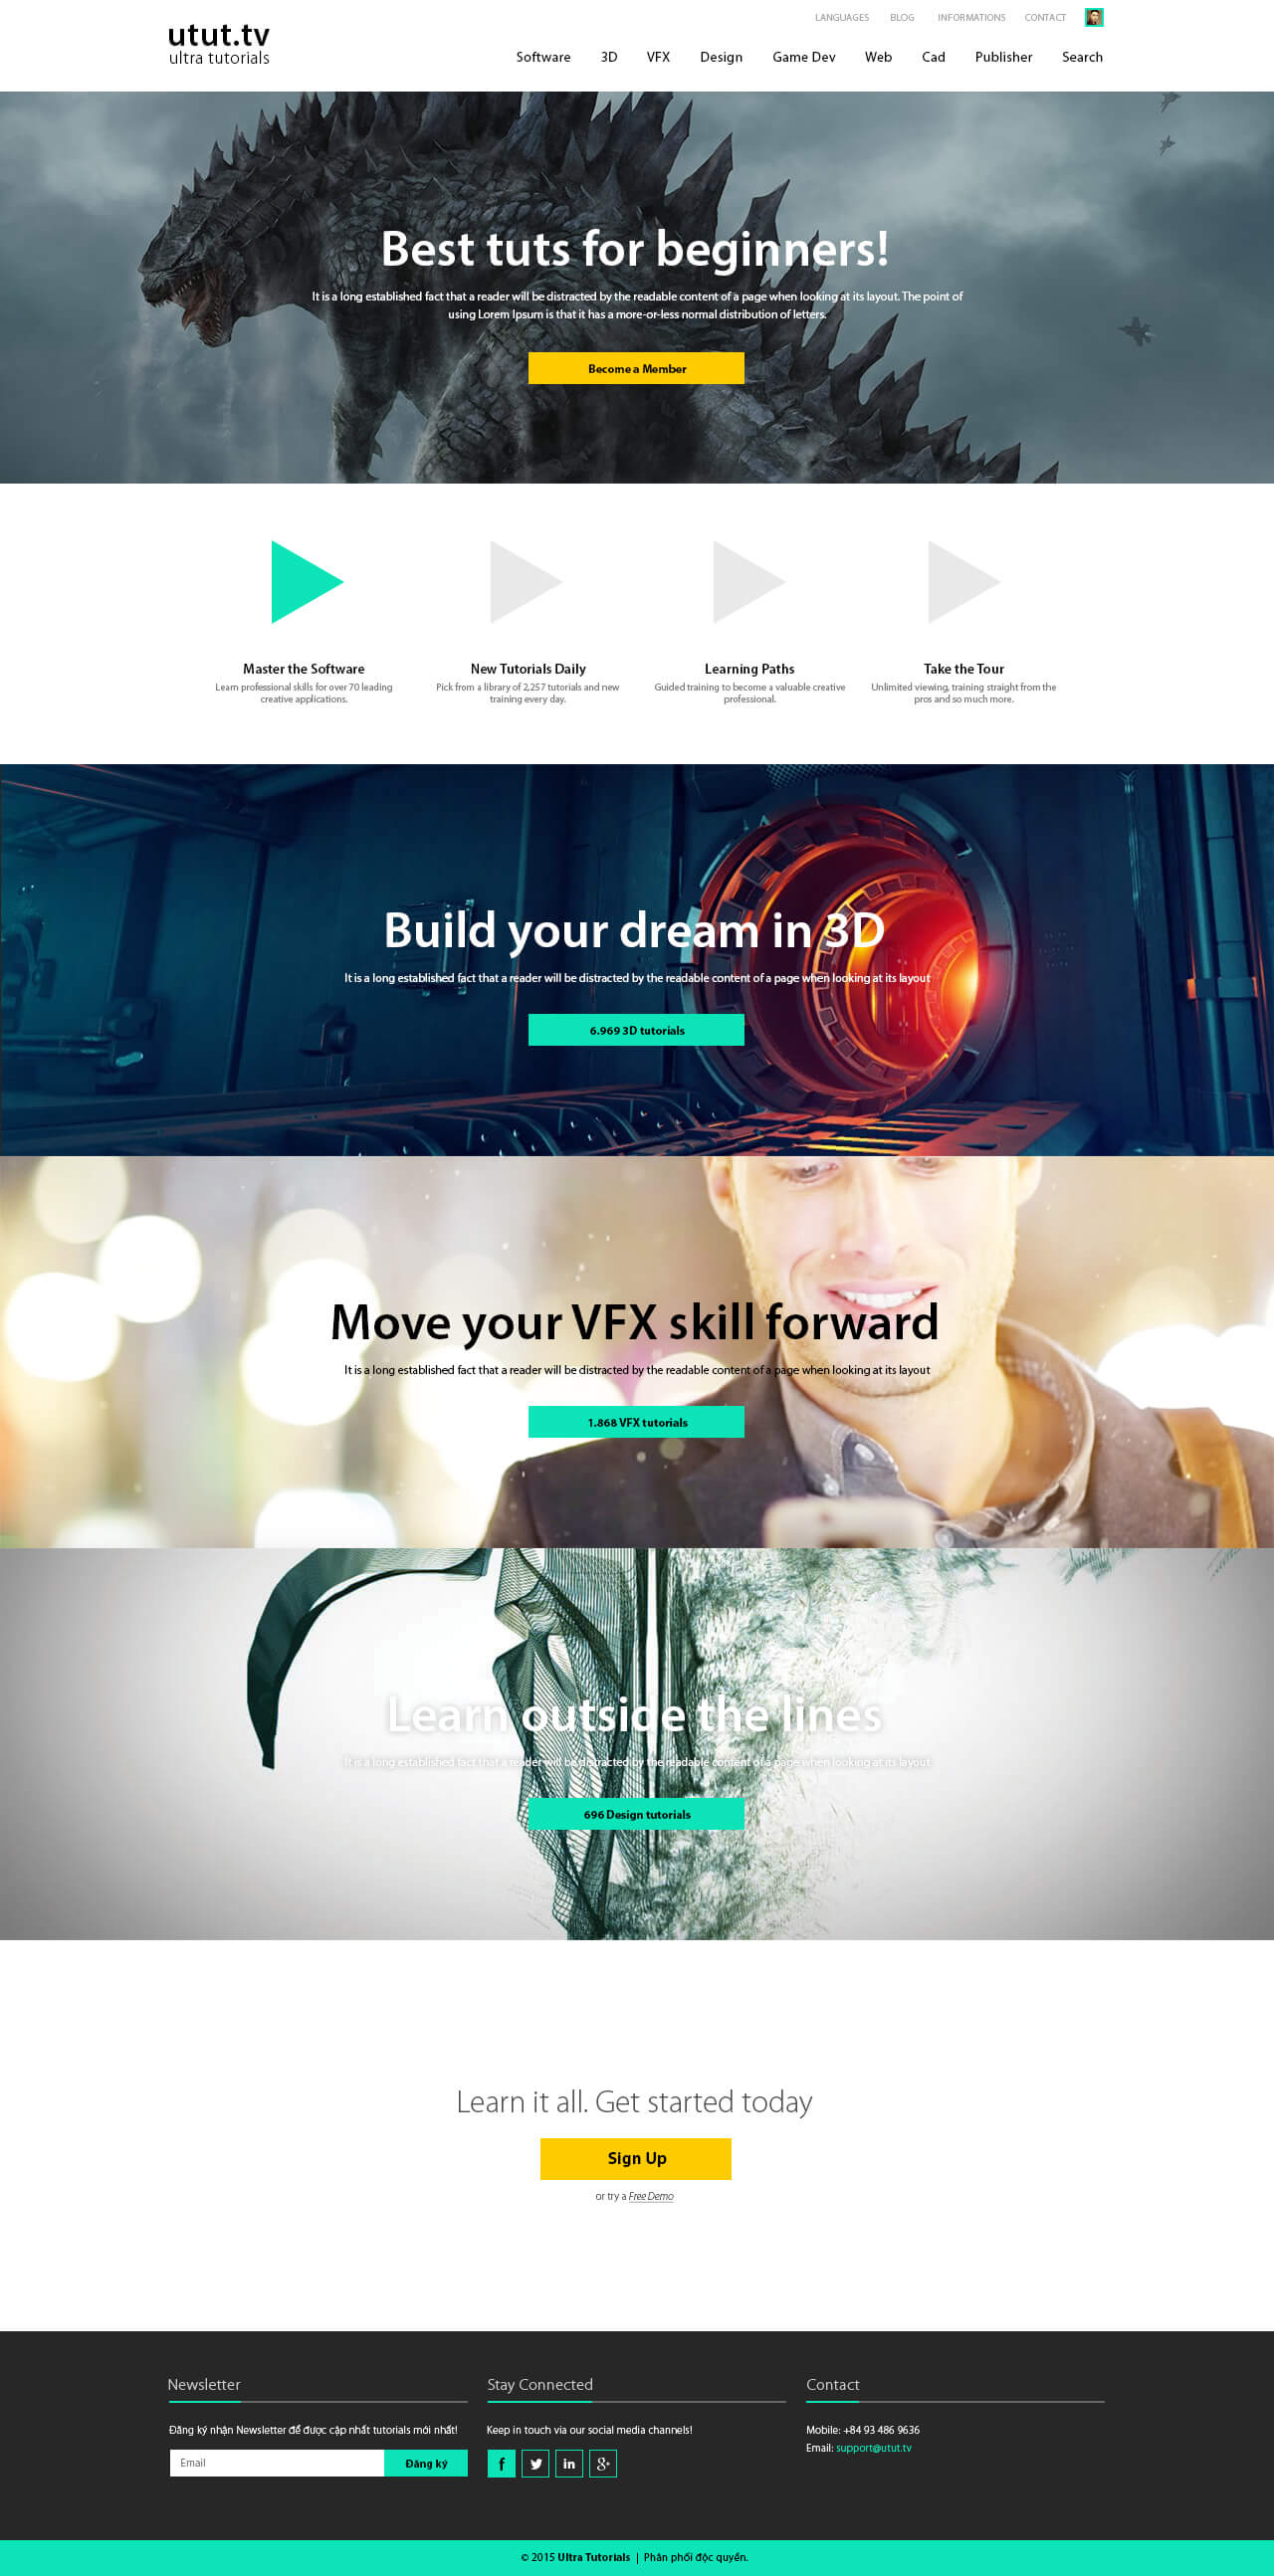 LANGUAGES BLOG INFORMATIONS CONTACT
utut.tv
ultra tutorials
Software 3D VFX Design Game Dev Web Cad Publisher Search
Best tuts for beginners!
It is a long established fact that a reader will be distracted by the readable content of a page when looking at its layout. The point of
using Lorem Ipsum is that it has a more-or-less normal distribution of letters.
Become a Member
Master the Software
Learn professional skills for over 70 leading
creative applications.
New Tutorials Daily
Pick from a library of 2,257 tutorials and new
training every day.
Learning Paths
Guided training to become a valuable creative
professional.
Take the Tour
Unlimited viewing, training straight from the
pros and so much more.
Build your dream in 3D
It is a long established fact that a reader will be distracted by the readable content of a page when looking at its layout
6.969 3D tutorials
Move your VFX skill forward
It is a long established fact that a reader will be distracted by the readable content of a page when looking at its layout
1.868 VFX tutorials
Learn outside the lines
It is a long established fact that a reader will be distracted by the readable content of a page when looking at its layout
696 Design tutorials
Learn it all. Get started today
Sign Up
or try a Free Demo
Newsletter
Đăng ký nhận Newsletter để được cập nhất tutorials mới nhất!
Email
Đăng ký
Stay Connected
Keep in touch via our social media channels!
f in g+
Contact
Mobile: +84 93 486 9636
Email: support@utut.tv
© 2015 Ultra Tutorials | Phân phối độc quyền.